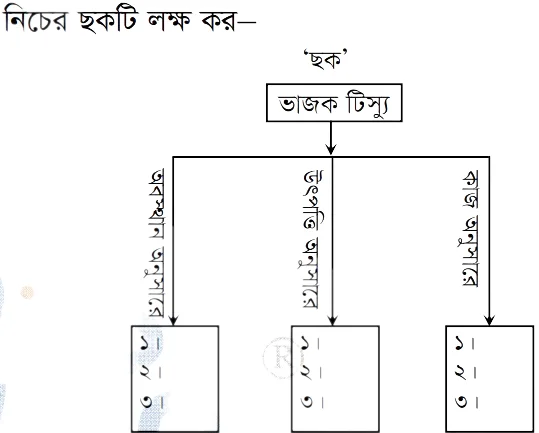 নিচের ছকটি লক্ষ কর–
‘ছক’
ভাজক টিস্যু
অবস্থান অনুসারে
উৎপত্তি অনুসারে
কাজ অনুসারে
১–
২–
৩–
১–
২–
৩–
১–
২–
৩–
®